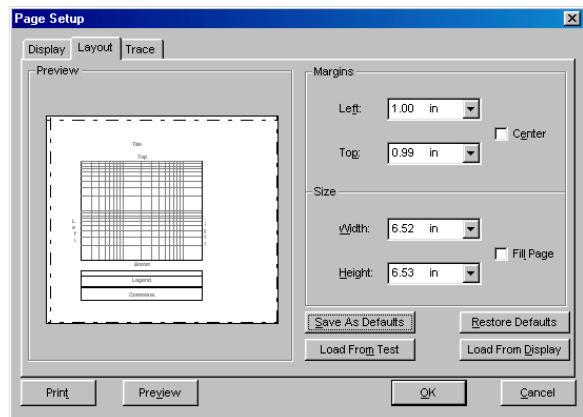 Page Setup
Display Layout Trace
Preview
Title
Top
Left
Bottom
Legend
Comments
Margins
Left: 1.00 in
Top: 0.99 in
Center
Size
Width: 6.52 in
Height: 6.53 in
Fill Page
Save As Defaults Restore Defaults
Load From Test Load From Display
Print Preview OK Cancel